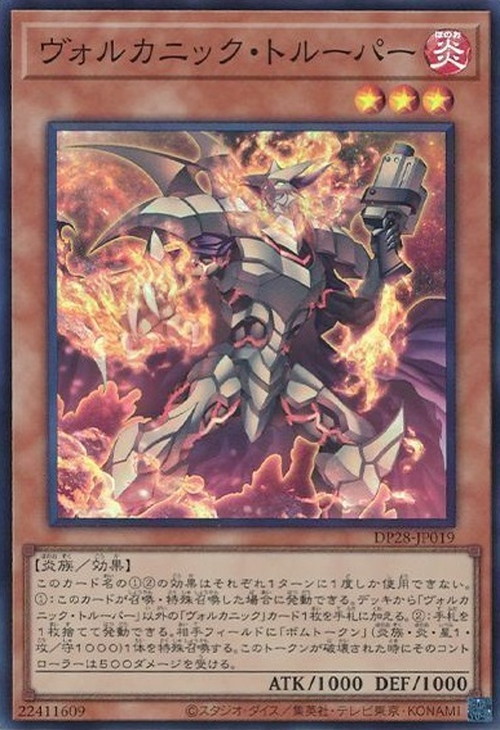 ヴォルカニック・トルーパー
炎
DP28-JP019
【炎族/効果】
このカード名の①②の効果はそれぞれ1ターンに1度しか使用できない。
①:このカードが召喚・特殊召喚した場合に発動できる。デッキから「ヴォルカ
ニック・トルーパー」以外の「ヴォルカニック」カード1枚を手札に加える。②:手札を
1枚捨てて発動できる。相手フィールドに「ボムトークン」(炎族・炎・星1・
攻/守1000)1体を特殊召喚する。このトークンが破壊された時にそのコント
ローラーは500ダメージを受ける。
ATK/1000 DEF/1000
22411609 ©スタジオ・ダイス/集英社・テレビ東京・KONAMI